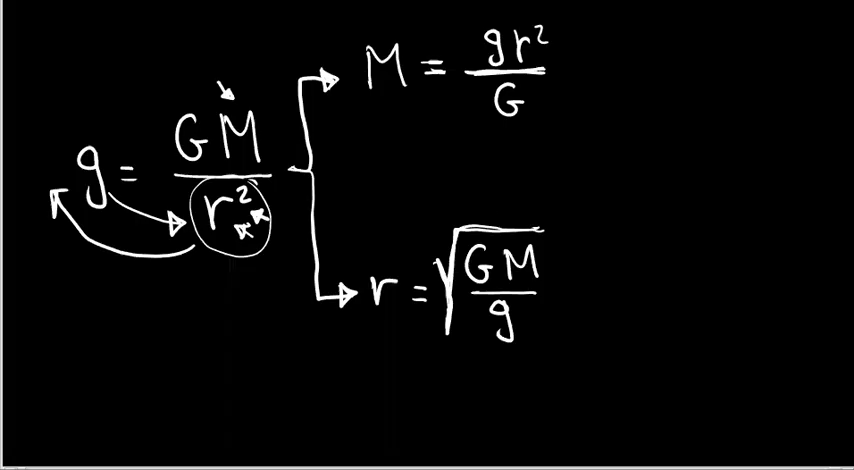 M = gr²/G
g = GM/r²
r = √(GM/g)